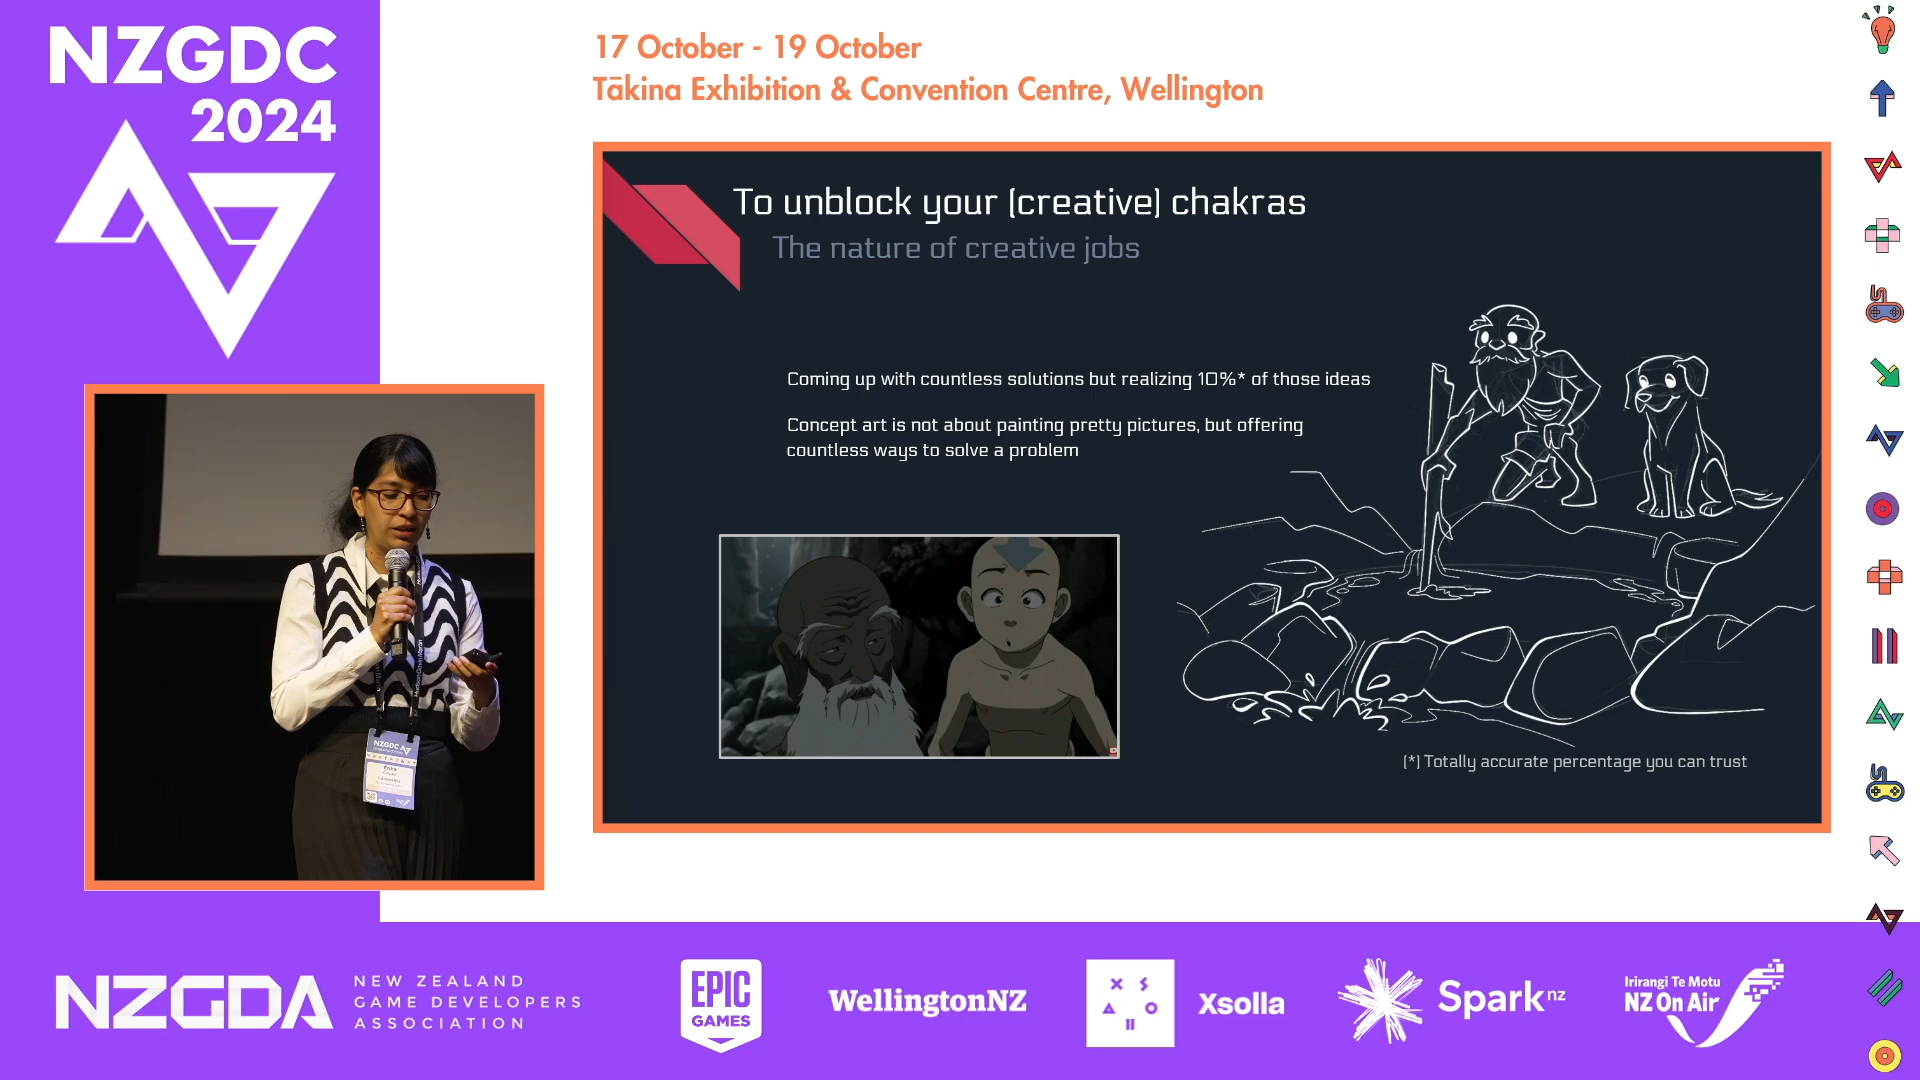 NZGDC
2024
17 October - 19 October
Tākina Exhibition & Convention Centre, Wellington
To unblock your (creative) chakras
The nature of creative jobs
Coming up with countless solutions but realizing 10%* of those ideas
Concept art is not about painting pretty pictures, but offering
countless ways to solve a problem
(*) Totally accurate percentage you can trust
NZGDC
Erika
NZGDA
NEW ZEALAND
GAME DEVELOPERS
ASSOCIATION
EPIC
GAMES
WellingtonNZ
Xsolla
Spark nz
Irirangi Te Motu
NZ On Air